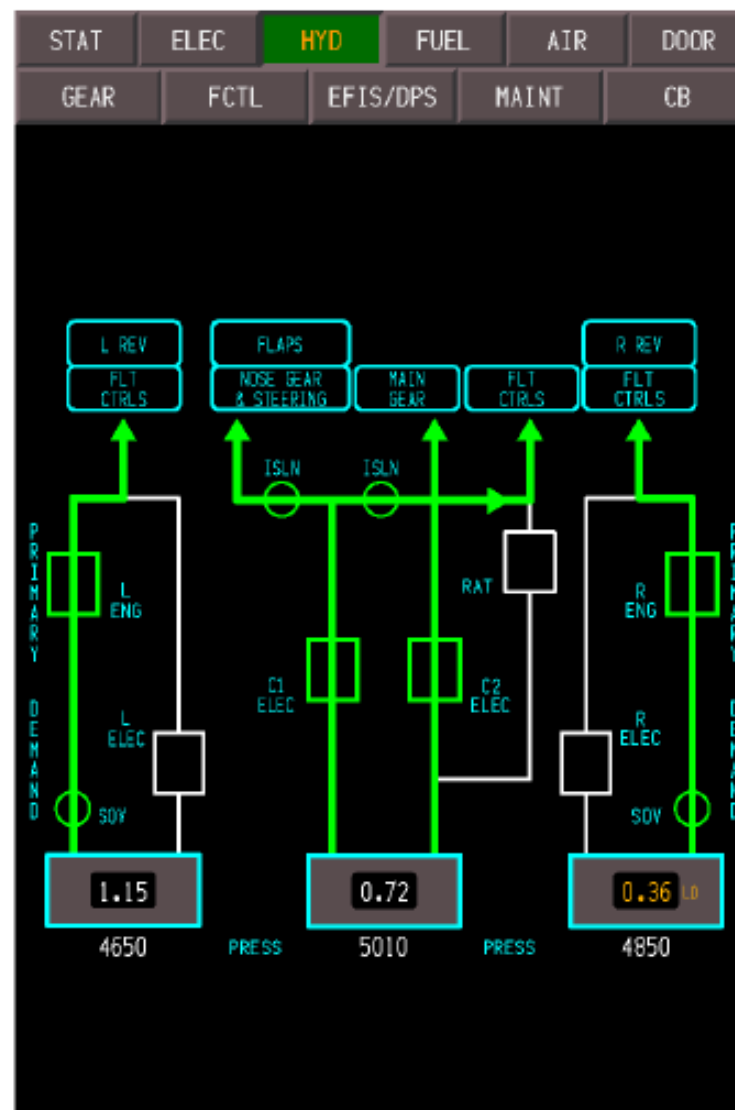 STAT ELEC HYD FUEL AIR DOOR
GEAR FCTL EFIS/DPS MAINT CB
L REV FLAPS R REV
FLT CTRLS NOSE GEAR & STEERING MAIN GEAR FLT CTRLS FLT CTRLS
ISLN ISLN
PRIMARY
L ENG
RAT
R ENG
PRIMARY
C1 ELEC
C2 ELEC
DEMAND
L ELEC
R ELEC
DEMAND
SOV
SOV
1.15 0.72 0.36 LO
4650 PRESS 5010 PRESS 4850